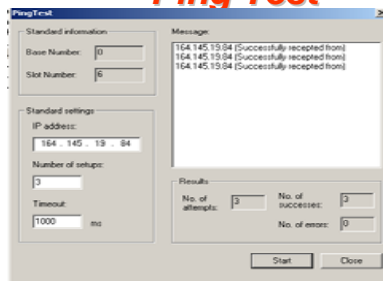 Ping Test
PingTest
Standard information
Base Number: 0
Slot Number: 6
Standard settings
IP address:
164 . 145 . 19 . 84
Number of setups:
3
Timeout:
1000 ms
Message:
164.145.19.84 (Successfully recepted from)
164.145.19.84 (Successfully recepted from)
164.145.19.84 (Successfully recepted from)
Results
No. of attempts: 3
No. of successes: 3
No. of errors: 0
Start Close